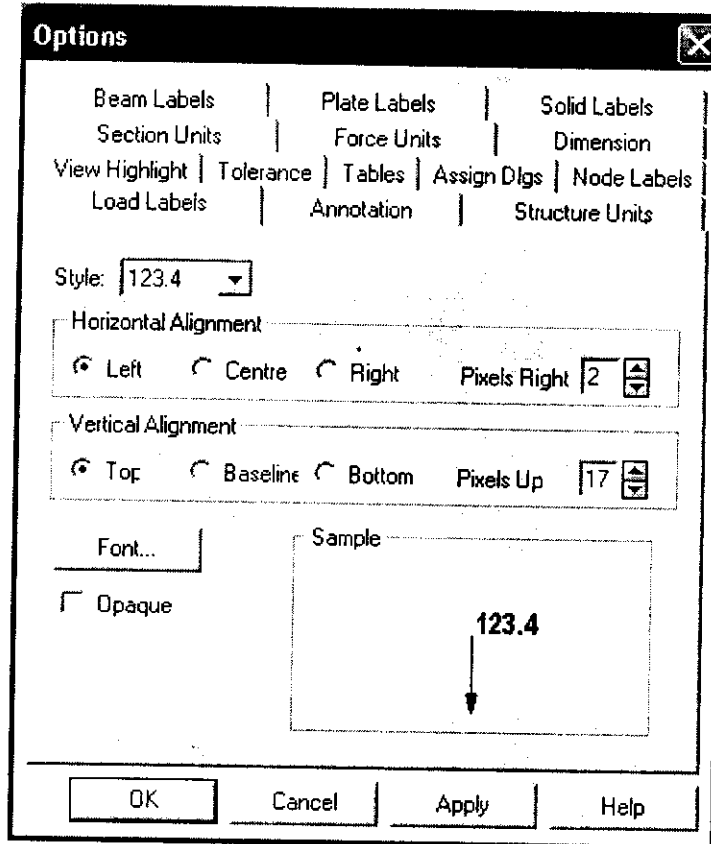 Options
Beam Labels Plate Labels Solid Labels
Section Units Force Units Dimension
View Highlight Tolerance Tables Assign Dlgs Node Labels
Load Labels Annotation Structure Units
Style: 123.4
Horizontal Alignment
Left Centre Right Pixels Right 2
Vertical Alignment
Top Baseline Bottom Pixels Up 17
Font... Sample
Opaque
123.4
OK Cancel Apply Help